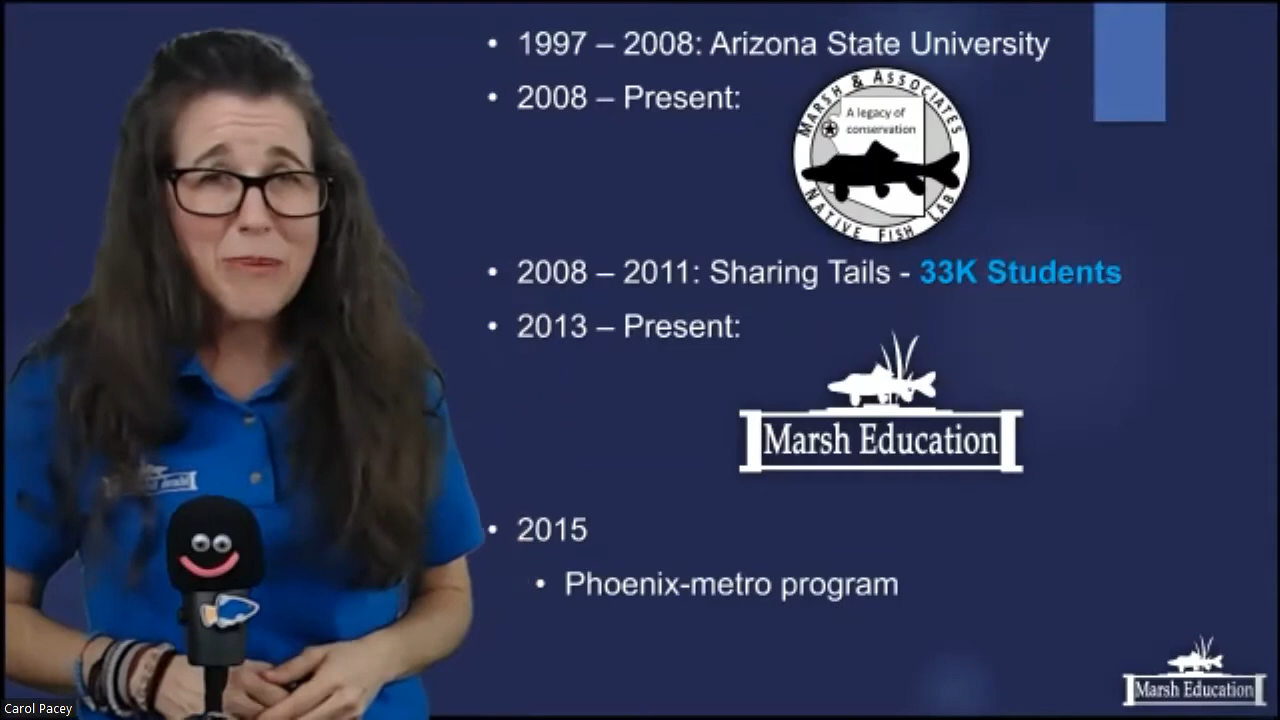 • 1997 – 2008: Arizona State University
• 2008 – Present:
MARSH & ASSOCIATES
A legacy of
conservation
NATIVE FISH LAB
• 2008 – 2011: Sharing Tails - 33K Students
• 2013 – Present:
Marsh Education
• 2015
• Phoenix-metro program
Marsh Education
Carol Pacey